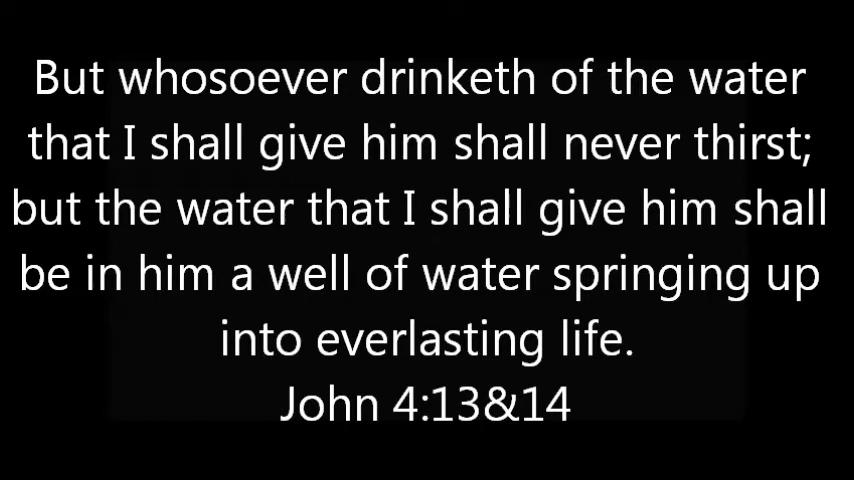 But whosoever drinketh of the water
that I shall give him shall never thirst;
but the water that I shall give him shall
be in him a well of water springing up
into everlasting life.
John 4:13&14